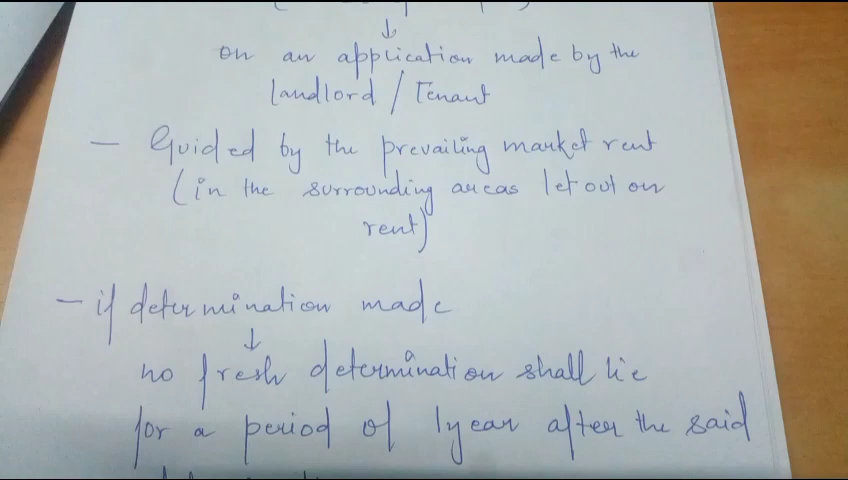 on an application made by the
landlord / Tenant
— Guided by the prevailing market rent
(in the surrounding areas let out on
rent)
— if determination made
↓
no fresh determination shall lie
for a period of 1 year after the said